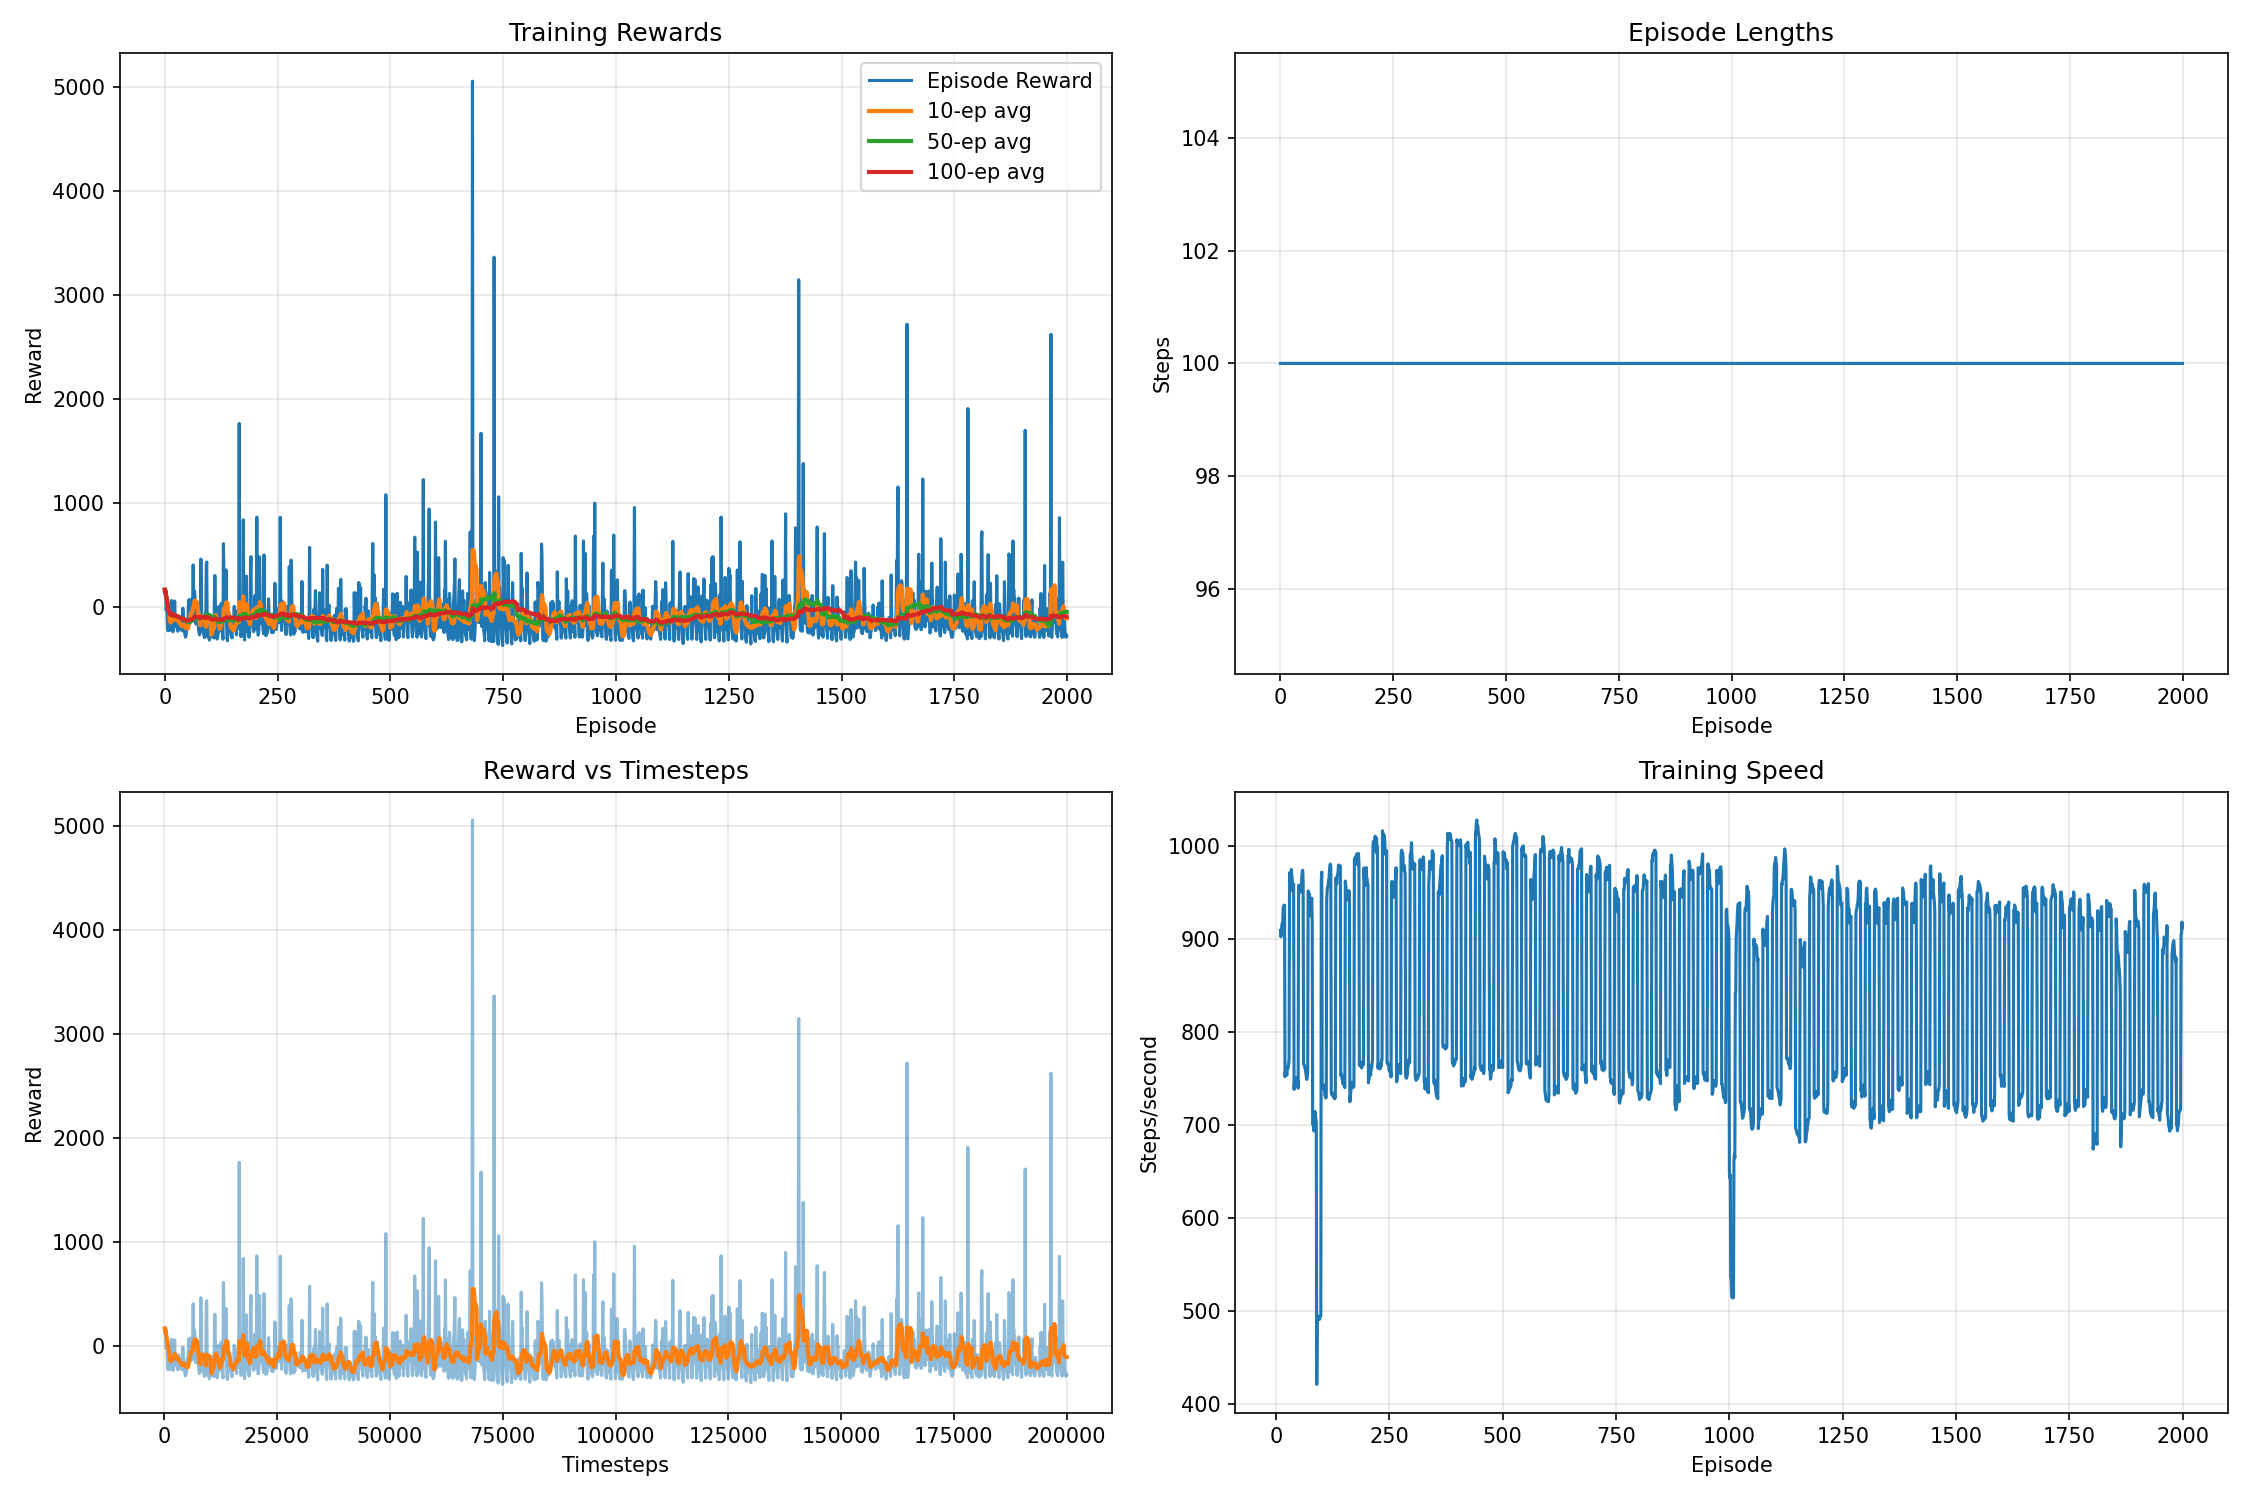 Training Rewards
5000
4000
3000
2000
1000
0
Reward
Episode Reward
10-ep avg
50-ep avg
100-ep avg
0 250 500 750 1000 1250 1500 1750 2000
Episode
Episode Lengths
104
102
100
98
96
Steps
0 250 500 750 1000 1250 1500 1750 2000
Episode
Reward vs Timesteps
5000
4000
3000
2000
1000
0
Reward
0 25000 50000 75000 100000 125000 150000 175000 200000
Timesteps
Training Speed
1000
900
800
700
600
500
400
Steps/second
0 250 500 750 1000 1250 1500 1750 2000
Episode